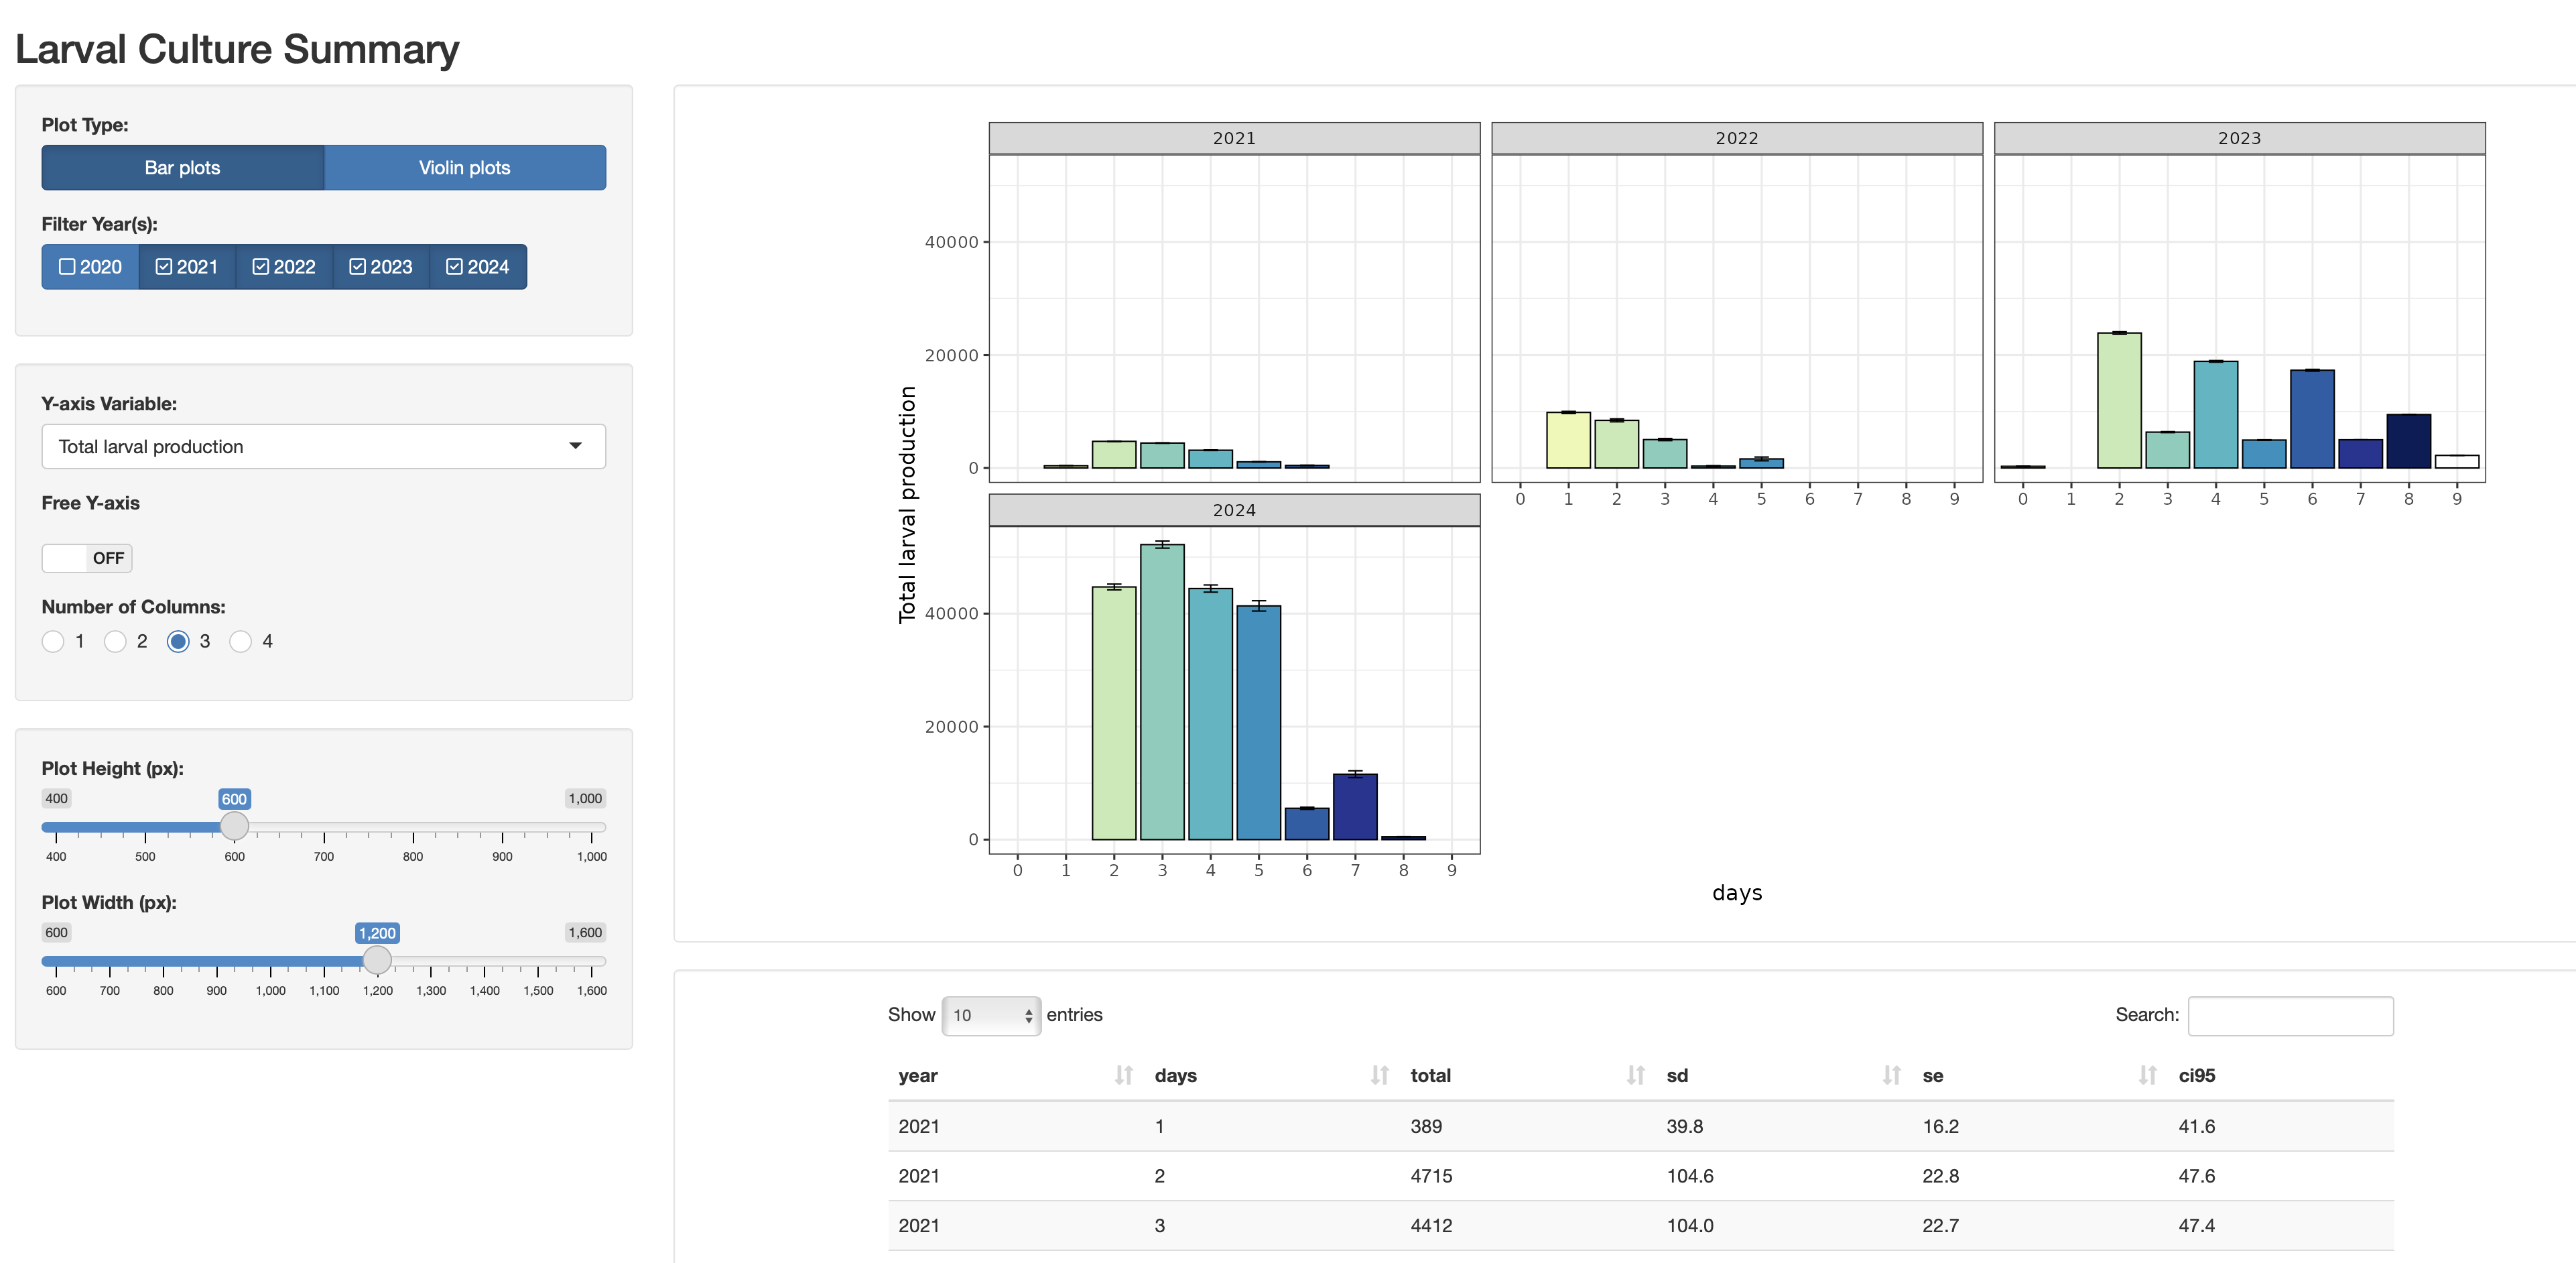 Larval Culture Summary
Plot Type:
Bar plots
Violin plots
Filter Year(s):
2020 2021 2022 2023 2024
Y-axis Variable:
Total larval production
Free Y-axis
OFF
Number of Columns:
1 2 3 4
Plot Height (px):
400 600 1,000
400 500 600 700 800 900 1,000
Plot Width (px):
600 1,200 1,600
600 700 800 900 1,000 1,100 1,200 1,300 1,400 1,500 1,600
Total larval production
2021 2022 2023
40000
20000
0
0 1 2 3 4 5 6 7 8 9
0 1 2 3 4 5 6 7 8 9
2024
40000
20000
0
0 1 2 3 4 5 6 7 8 9
days
Show 10 entries
Search:
year days total sd se ci95
2021 1 389 39.8 16.2 41.6
2021 2 4715 104.6 22.8 47.6
2021 3 4412 104.0 22.7 47.4